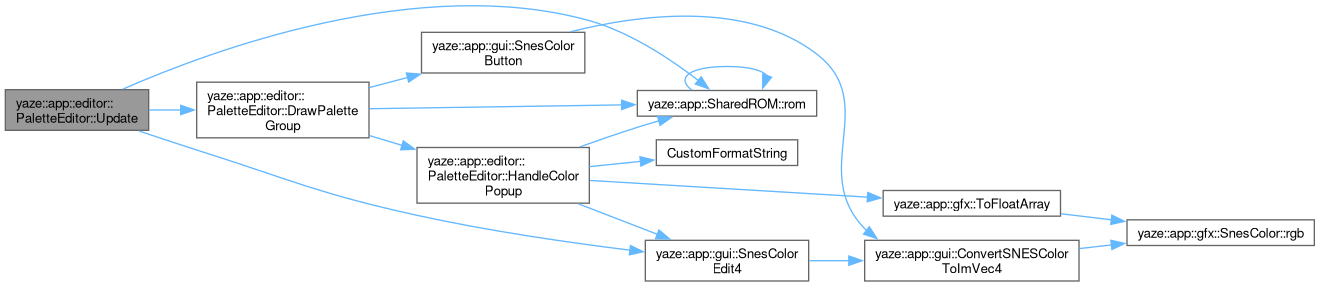 yaze::app::editor::
PaletteEditor::Update
yaze::app::editor::
PaletteEditor::DrawPalette
Group
yaze::app::gui::SnesColor
Button
yaze::app::editor::
PaletteEditor::HandleColor
Popup
yaze::app::SharedROM::rom
CustomFormatString
yaze::app::gui::SnesColor
Edit4
yaze::app::gfx::ToFloatArray
yaze::app::gui::ConvertSNESColor
ToImVec4
yaze::app::gfx::SnesColor::rgb